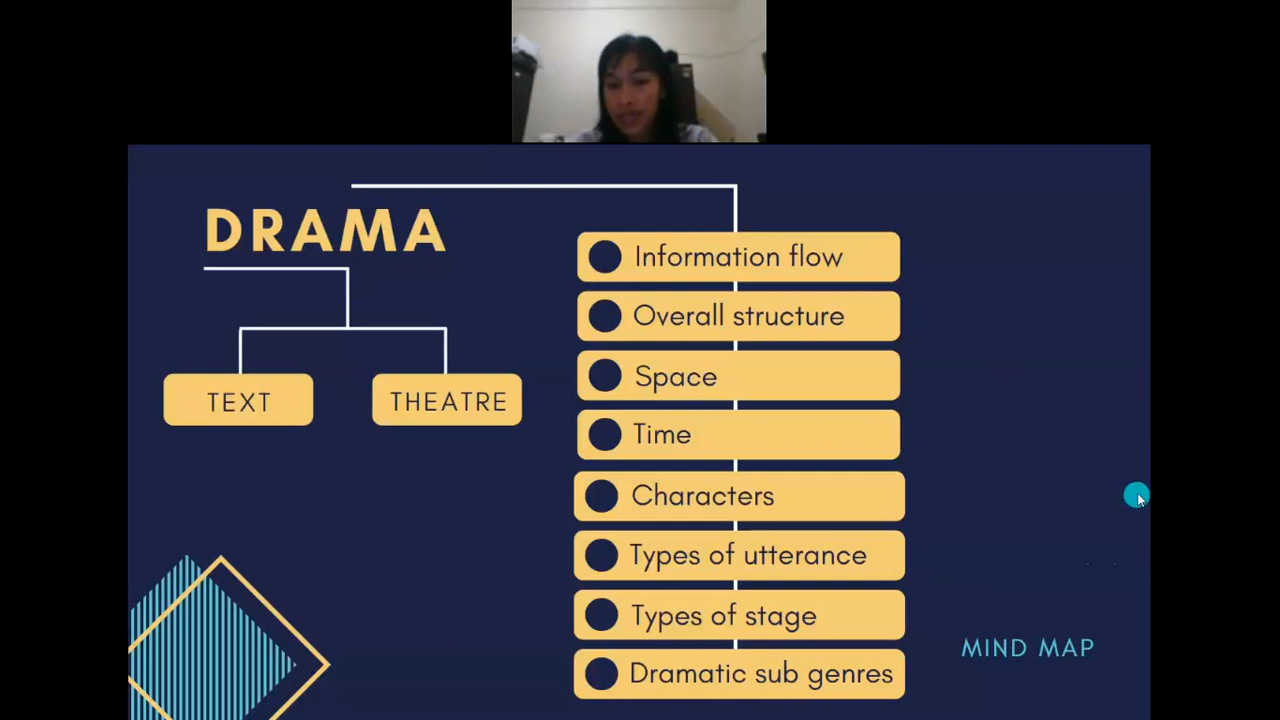 DRAMA
TEXT
THEATRE
Information flow
Overall structure
Space
Time
Characters
Types of utterance
Types of stage
Dramatic sub genres
MIND MAP